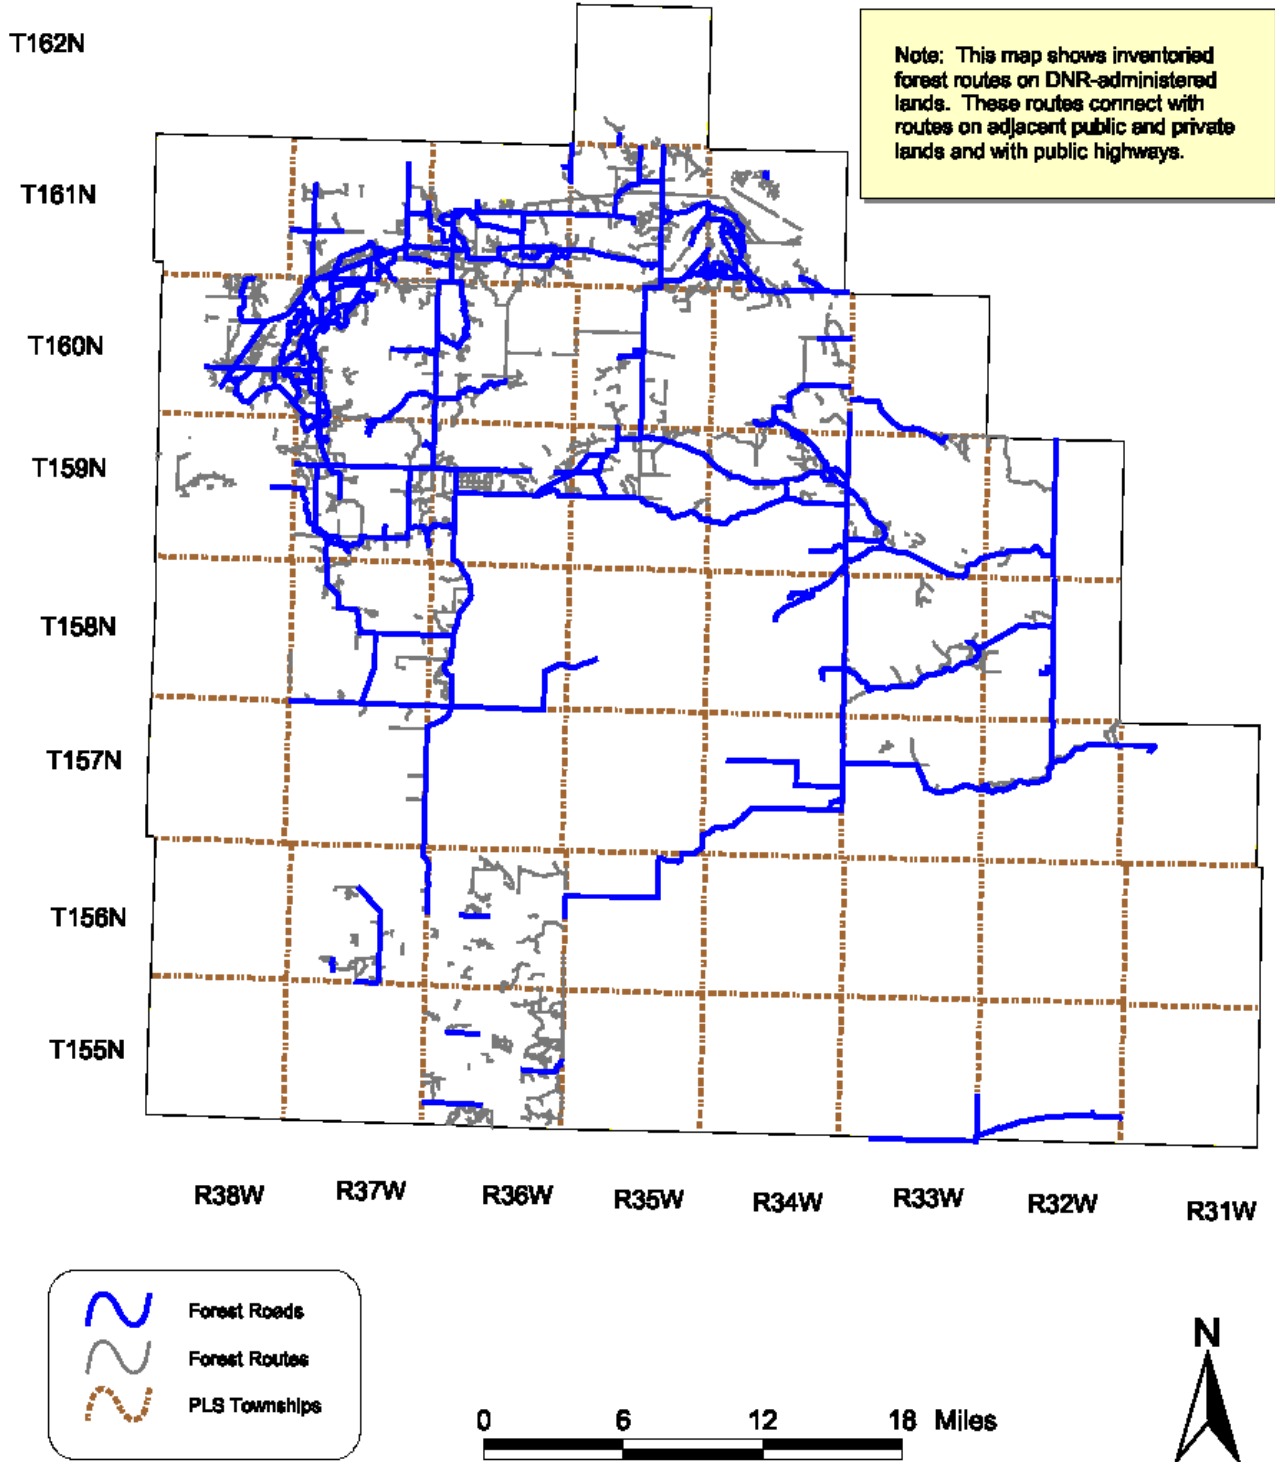 T162N
Note: This map shows inventoried
forest routes on DNR-administered
lands. These routes connect with
routes on adjacent public and private
lands and with public highways.
T161N
T160N
T159N
T158N
T157N
T156N
T155N
R38W R37W R36W R35W R34W R33W R32W R31W
Forest Roads
Forest Routes
PLS Townships
N
0 6 12 18 Miles